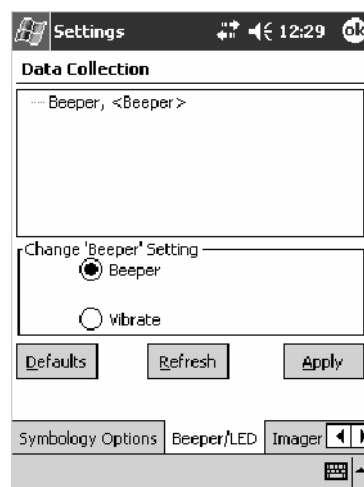 Settings 12:29 ok
Data Collection
Beeper, <Beeper>
Change 'Beeper' Setting
Beeper
Vibrate
Defaults Refresh Apply
Symbology Options Beeper/LED Imager